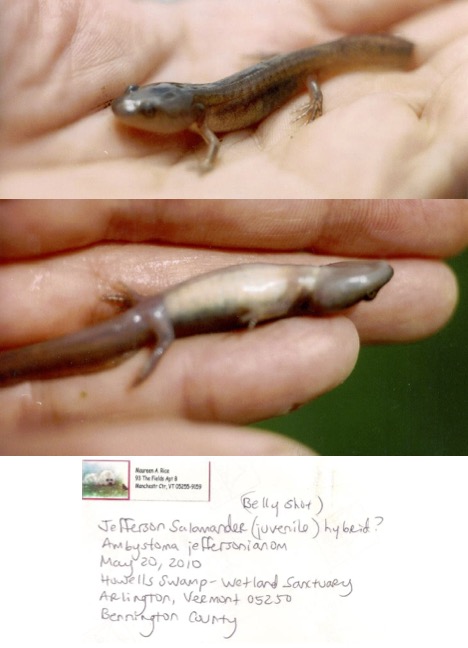 Maureen A Rice
93 The Fields Apt B
Manchestr Ctr, VT 05255-9159
(Belly shot)
Jefferson Salamander (juvenile) hybrid?
Ambystoma jeffersonianom
May 20, 2010
Howells Swamp - Wetland Sanctuary
Arlington, Vermont 05250
Bennington County